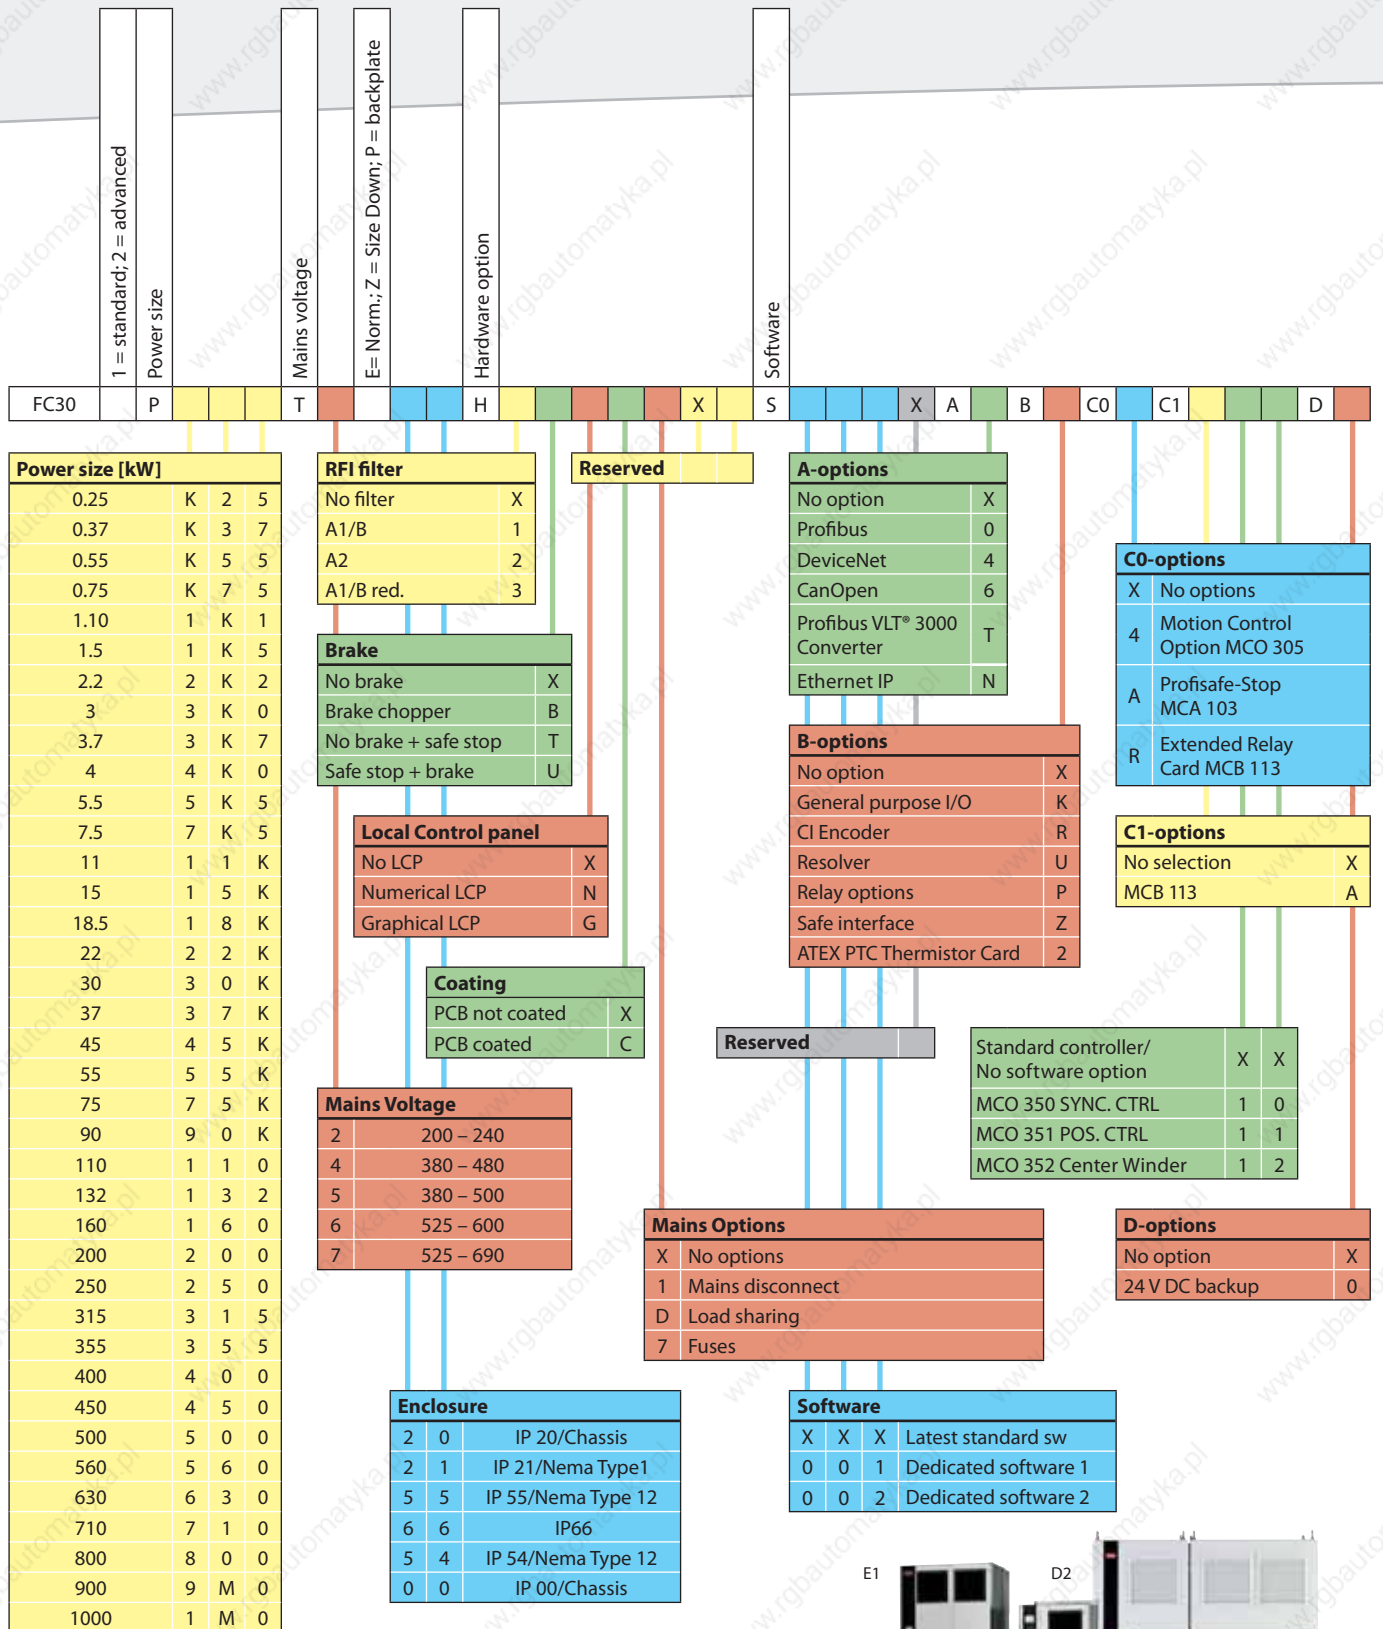 1 = standard; 2 = advanced
Power size
Mains voltage
E= Norm.; Z = Size Down; P = backplate
Hardware option
Software
FC30 P T H X S X A B C0 C1 D
Power size [kW]
0.25 K 2 5
0.37 K 3 7
0.55 K 5 5
0.75 K 7 5
1.10 1 K 1
1.5 1 K 5
2.2 2 K 2
3 3 K 0
3.7 3 K 7
4 4 K 0
5.5 5 K 5
7.5 7 K 5
11 1 1 K
15 1 5 K
18.5 1 8 K
22 2 2 K
30 3 0 K
37 3 7 K
45 4 5 K
55 5 5 K
75 7 5 K
90 9 0 K
110 1 1 0
132 1 3 2
160 1 6 0
200 2 0 0
250 2 5 0
315 3 1 5
355 3 5 5
400 4 0 0
450 4 5 0
500 5 0 0
560 5 6 0
630 6 3 0
710 7 1 0
800 8 0 0
900 9 M 0
1000 1 M 0
RFI filter
No filter X
A1/B 1
A2 2
A1/B red. 3
Brake
No brake X
Brake chopper B
No brake + safe stop T
Safe stop + brake U
Local Control panel
No LCP X
Numerical LCP N
Graphical LCP G
Coating
PCB not coated X
PCB coated C
Mains Voltage
2 200 – 240
4 380 – 480
5 380 – 500
6 525 – 600
7 525 – 690
Enclosure
2 0 IP 20/Chassis
2 1 IP 21/Nema Type1
5 5 IP 55/Nema Type 12
6 6 IP66
5 4 IP 54/Nema Type 12
0 0 IP 00/Chassis
Reserved
Mains Options
X No options
1 Mains disconnect
D Load sharing
7 Fuses
A-options
No option X
Profibus 0
DeviceNet 4
CanOpen 6
Profibus VLT® 3000
Converter T
Ethernet IP N
B-options
No option X
General purpose I/O K
CI Encoder R
Resolver U
Relay options P
Safe interface Z
ATEX PTC Thermistor Card 2
Reserved
Software
X X X Latest standard sw
0 0 1 Dedicated software 1
0 0 2 Dedicated software 2
C0-options
X No options
4 Motion Control
Option MCO 305
A Profisafe-Stop
MCA 103
R Extended Relay
Card MCB 113
C1-options
No selection X
MCB 113 A
Standard controller/
No software option X X
MCO 350 SYNC. CTRL 1 0
MCO 351 POS. CTRL 1 1
MCO 352 Center Winder 1 2
D-options
No option X
24 V DC backup 0
E1
D2
www.rgbautomatyka.pl